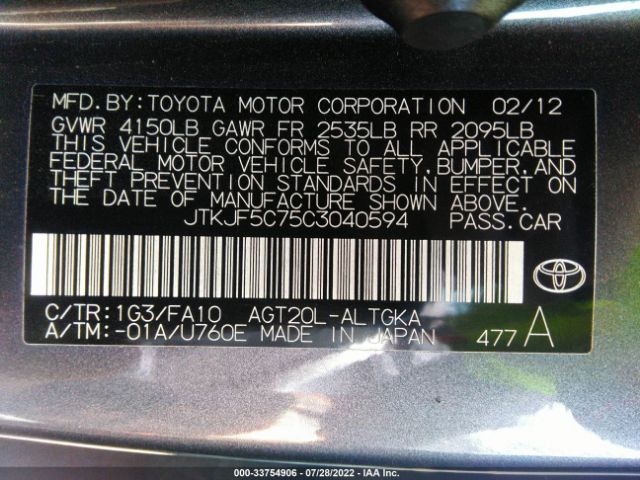 MFD.BY:TOYOTA MOTOR CORPORATION 02/12
GVWR 4150LB GAWR FR 2535LB RR 2095LB
THIS VEHICLE CONFORMS TO ALL APPLICABLE
FEDERAL MOTOR VEHICLE SAFETY,BUMPER,AND
THEFT PREVENTION STANDARDS IN EFFECT ON
THE DATE OF MANUFACTURE SHOWN ABOVE.
JTKJF5C75C3040594 PASS.CAR
C/TR:1G3/FA10 AGT20L-ALTGKA
A/TM:-01A/U760E MADE IN JAPAN 477 A
000-33754906 / 07/28/2022 / IAA Inc.